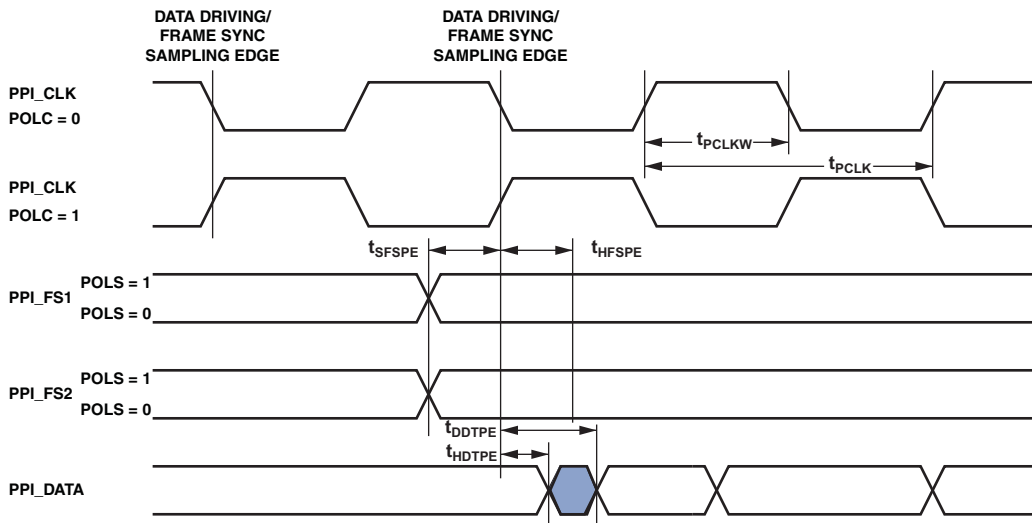 DATA DRIVING/
FRAME SYNC
SAMPLING EDGE
DATA DRIVING/
FRAME SYNC
SAMPLING EDGE
PPI_CLK
POLC = 0
tPCLKW
tPCLK
PPI_CLK
POLC = 1
tSFSPE
tHFSPE
POLS = 1
PPI_FS1
POLS = 0
POLS = 1
PPI_FS2
POLS = 0
tDDTPE
tHDTPE
PPI_DATA